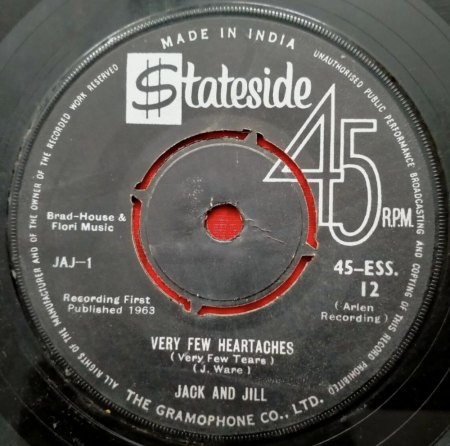 MADE IN INDIA
$tateside
45
R.P.M.
Brad-House &
Flori Music
JAJ-1
45-ESS.
12
(Arlen
Recording)
Recording First
Published 1963
VERY FEW HEARTACHES
(Very Few Tears)
(J. Ware)
JACK AND JILL
THE GRAMOPHONE CO., LTD.
ALL RIGHTS OF THE MANUFACTURER AND OF THE OWNER OF THE RECORDED WORK RESERVED
UNAUTHORISED PUBLIC PERFORMANCE BROADCASTING AND COPYING OF THIS RECORD PROHIBITED